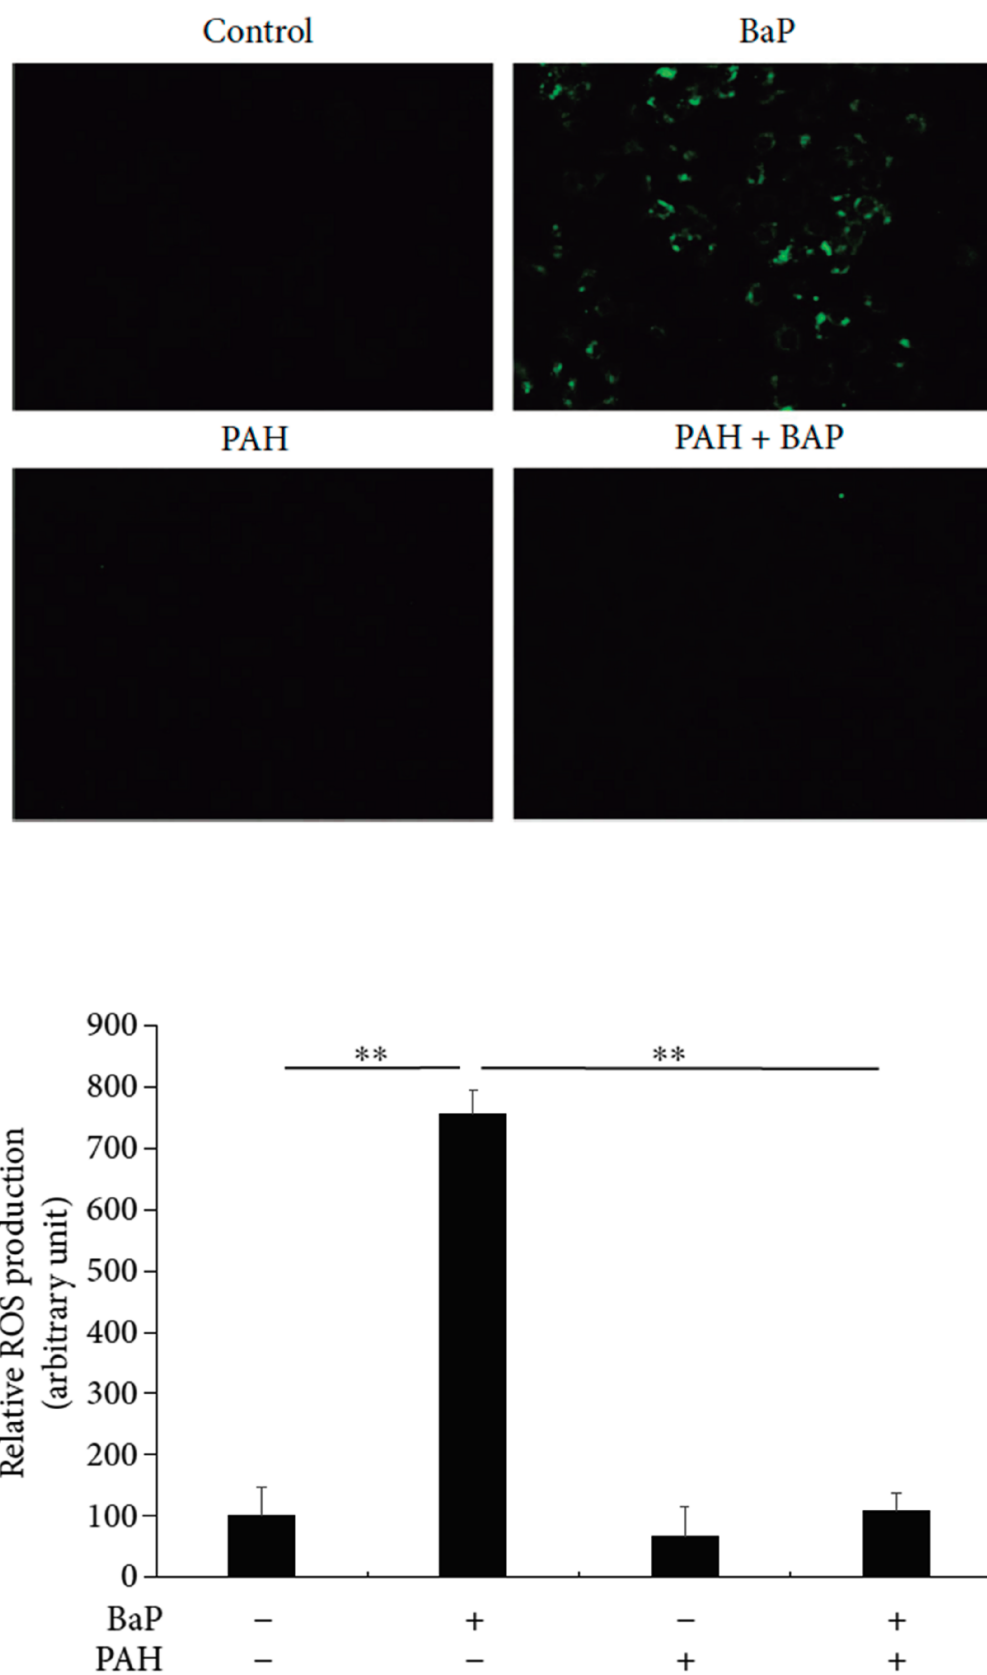 Control
BaP
PAH
PAH + BAP
Relative ROS production
(arbitrary unit)
900
800
700
600
500
400
300
200
100
0
** **
BaP − + − +
PAH − − + +